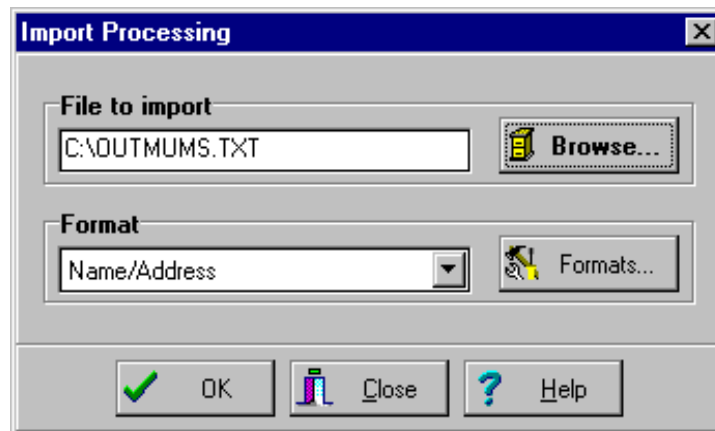 Import Processing
File to import
C:\OUTMUMS.TXT
Browse...
Format
Name/Address
Formats...
OK
Close
Help